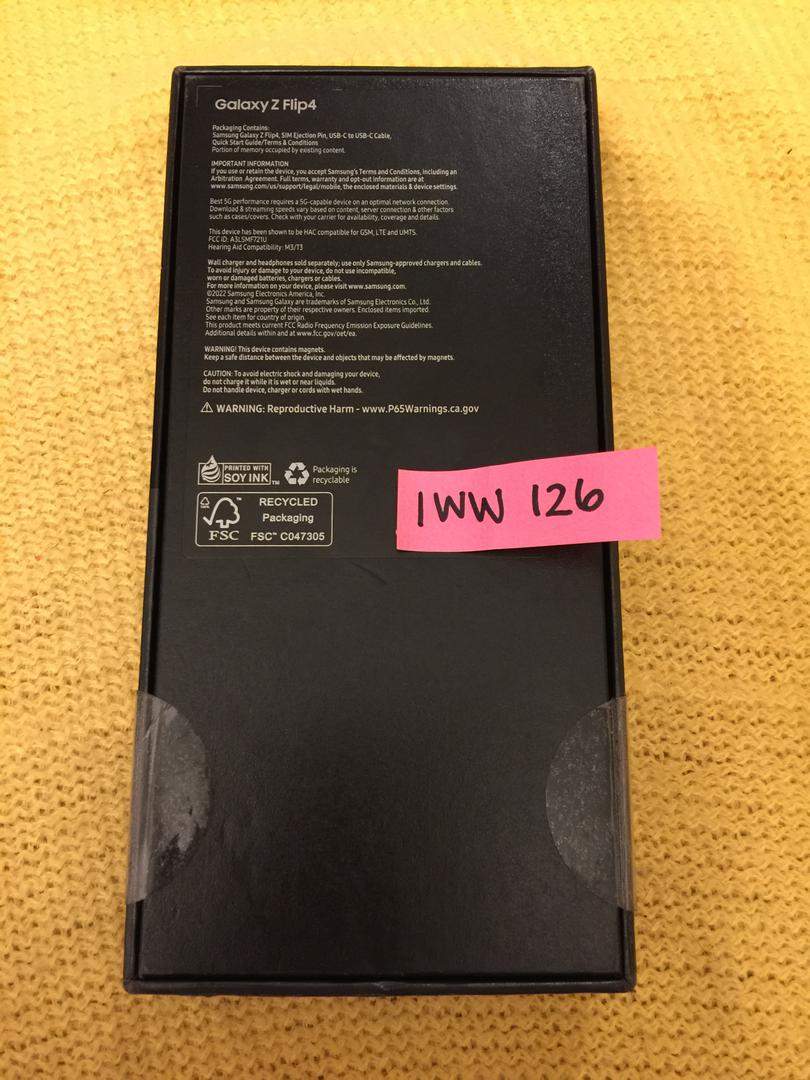 Galaxy Z Flip4
Packaging Contains:
Samsung Galaxy Z Flip4, SIM Ejection Pin, USB-C to USB-C Cable,
Quick Start Guide/Terms & Conditions
Portion of memory occupied by existing content.
IMPORTANT INFORMATION
If you use or retain the device, you accept Samsung's Terms and Conditions, including an
Arbitration Agreement. Full terms, warranty and opt-out information are at
www.samsung.com/us/support/legal/mobile, the enclosed materials & device settings.
Best 5G performance requires a 5G-capable device on an optimal network connection.
Download & streaming speeds vary based on content, server connection & other factors
such as cases/covers. Check with your carrier for availability, coverage and details.
This device has been shown to be HAC compatible for GSM, LTE and UMTS.
FCC ID: A3LSMF721U
Hearing Aid Compatibility: M3/T3
Wall charger and headphones sold separately; use only Samsung-approved chargers and cables.
To avoid injury or damage to your device, do not use incompatible,
worn or damaged batteries, chargers or cables.
For more information on your device, please visit www.samsung.com.
©2022 Samsung Electronics America, Inc.
Samsung and Samsung Galaxy are trademarks of Samsung Electronics Co., Ltd.
Other marks are property of their respective owners. Enclosed items imported.
See each item for country of origin.
This product meets current FCC Radio Frequency Emission Exposure Guidelines.
Additional details within and at www.fcc.gov/oet/ea.
WARNING! This device contains magnets.
Keep a safe distance between the device and objects that may be affected by magnets.
CAUTION: To avoid electric shock and damaging your device,
do not charge it while it is wet or near liquids.
Do not handle device, charger or cords with wet hands.
⚠ WARNING: Reproductive Harm - www.P65Warnings.ca.gov
PRINTED WITH
SOY INK™
Packaging is
recyclable
100%
FSC™
RECYCLED
Packaging
FSC™ C047305
1WW 126